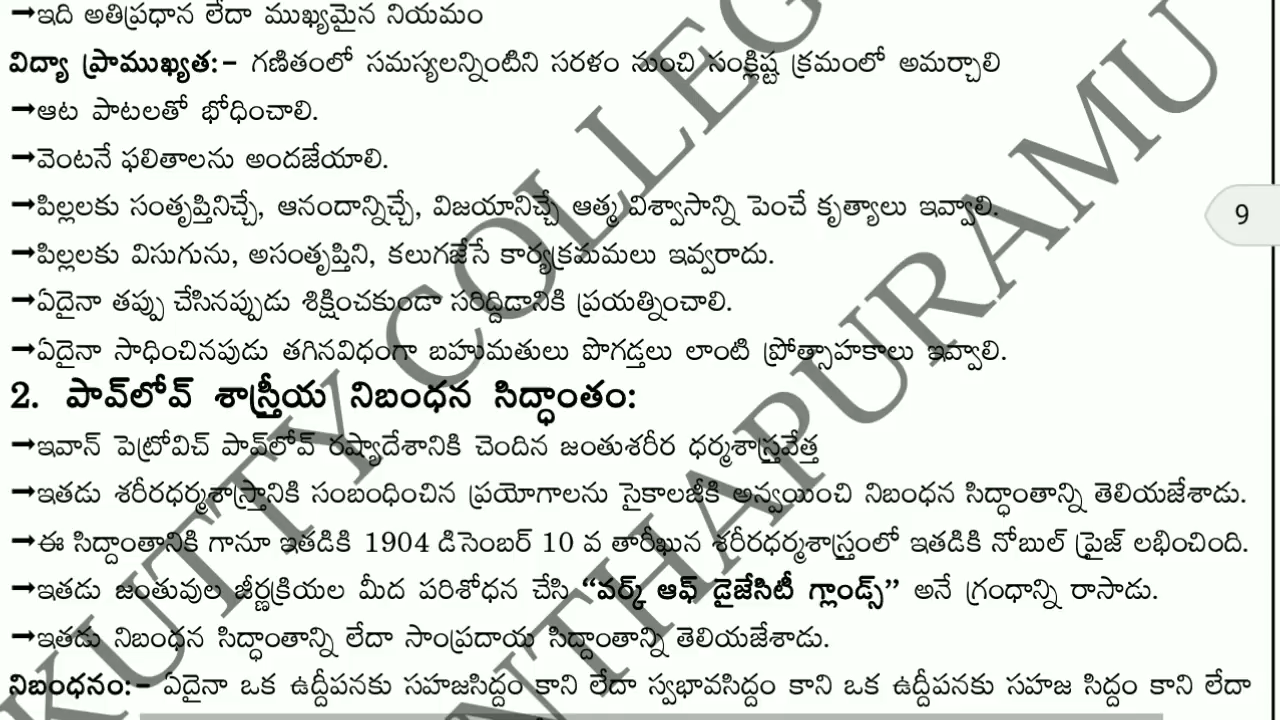 →ఇది అతిప్రధాన లేదా ముఖ్యమైన నియమం
విద్యా ప్రాముఖ్యత:- గణితంలో సమస్యలన్నింటిని సరళం నుంచి సంక్లిష్ట క్రమంలో అమర్చాలి
→ఆట పాటలతో భోధించాలి.
→వెంటనే ఫలితాలను అందజేయాలి.
→పిల్లలకు సంతృప్తినిచ్చే, ఆనందాన్నిచ్చే, విజయానిచ్చే ఆత్మ విశ్వాసాన్ని పెంచే కృత్యాలు ఇవ్వాలి.
→పిల్లలకు విసుగును, అసంతృప్తిని, కలుగజేసే కార్యక్రమమలు ఇవ్వరాదు.
→ఏదైనా తప్పు చేసినప్పుడు శిక్షించకుండా సరిద్దిడానికి ప్రయత్నించాలి.
→ఏదైనా సాధించినపుడు తగినవిధంగా బహుమతులు పొగడ్తలు లాంటి ప్రోత్సాహకాలు ఇవ్వాలి.
2. పావ్‌లోవ్ శాస్త్రీయ నిబంధన సిద్ధాంతం:
→ఇవాన్ పెట్రోవిచ్ పావ్‌లోవ్ రష్యాదేశానికి చెందిన జంతుశరీర ధర్మశాస్త్రవేత్త
→ఇతడు శరీరధర్మశాస్త్రానికి సంబంధించిన ప్రయోగాలను సైకాలజీకి అన్వయించి నిబంధన సిద్ధాంతాన్ని తెలియజేశాడు.
→ఈ సిద్దాంతానికి గానూ ఇతడికి 1904 డిసెంబర్ 10 వ తారీఖున శరీరధర్మశాస్త్రంలో ఇతడికి నోబుల్ ప్రైజ్ లభించింది.
→ఇతడు జంతువుల జీర్ణక్రియల మీద పరిశోధన చేసి “వర్క్ ఆఫ్ డైజేసిటీ గ్లాండ్స్” అనే గ్రంధాన్ని రాసాడు.
→ఇతడు నిబంధన సిద్ధాంతాన్ని లేదా సాంప్రదాయ సిద్దాంతాన్ని తెలియజేశాడు.
నిబంధనం:- ఏదైనా ఒక ఉద్దీపనకు సహజసిద్దం కాని లేదా స్వభావసిద్దం కాని ఒక ఉద్దీపనకు సహజ సిద్దం కాని లేదా
9
KUTTY COLLEG
NTHAPURAMU